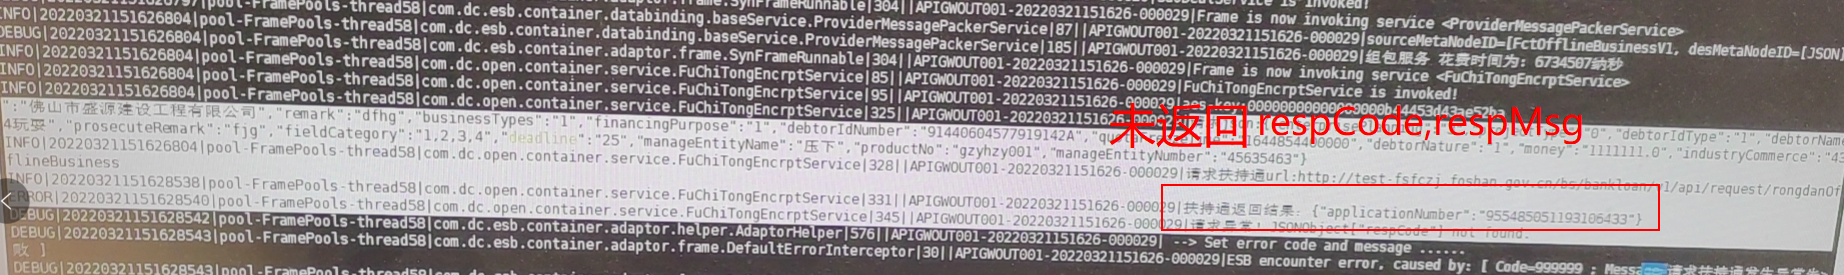 INFO|20220321151626804|pool-FramePools-thread58|com.dc.esb.container.databinding.baseService.ProviderMessagePackerService|87||APIGWOUT001-20220321151626-000029|Frame is now invoking service <ProviderMessagePackerService>
DEBUG|20220321151626804|pool-FramePools-thread58|com.dc.esb.container.databinding.baseService.ProviderMessagePackerService|185||APIGWOUT001-20220321151626-000029|sourceMetaNodeID=[FctOfflineBusinessV1, desMetaNodeID=[JSON
INFO|20220321151626804|pool-FramePools-thread58|com.dc.esb.container.adaptor.frame.SynFrameRunnable|304||APIGWOUT001-20220321151626-000029|组包服务 花费时间为: 6734507纳秒
INFO|20220321151626804|pool-FramePools-thread58|com.dc.open.container.service.FuChiTongEncrptService|85||APIGWOUT001-20220321151626-000029|Frame is now invoking service <FuChiTongEncrptService>
INFO|20220321151626804|pool-FramePools-thread58|com.dc.open.container.service.FuChiTongEncrptService|95||APIGWOUT001-20220321151626-000029|FuChiTongEncrptService is invoked!
INFO|20220321151626804|pool-FramePools-thread58|com.dc.open.container.service.FuChiTongEncrptService|325||APIGWOUT001-20220321151626-000029
":"佛山市盛源建设工程有限公司","remark":"dfhg","businessTypes":"1","financingPurpose":"1","debtorIdNumber":"91440604577919142A","debtorIdType":"1","debtorName
4玩耍","prosecuteRemark":"fjg","fieldCategory":"1,2,3,4","deadline":"25","manageEntityName":"压下","productNo":"gzyhzy001","manageEntityNumber":"45635463"}
1644854400000","debtorNature":"1","money":"1111111.0","industryCommerce":"43
未返回respCode,respMsg
INFO|20220321151626804|pool-FramePools-thread58|com.dc.open.container.service.FuChiTongEncrptService|328||APIGWOUT001-20220321151626-000029|请求扶持通url:http://test-fsfczj.foshan.gov.cn/bs/bankloan/v1/api/request/rongdanOf
flineBusiness
INFO|20220321151628538|pool-FramePools-thread58|com.dc.open.container.service.FuChiTongEncrptService|331||APIGWOUT001-20220321151626-000029|扶持通返回结果: {"applicationNumber":"955485051193106433"}
ERROR|20220321151628540|pool-FramePools-thread58|com.dc.open.container.service.FuChiTongEncrptService|345||APIGWOUT001-20220321151626-000029|请求异常! JSONObject["respCode"] not found.
DEBUG|20220321151628542|pool-FramePools-thread58|com.dc.esb.container.adaptor.helper.AdaptorHelper|576||APIGWOUT001-20220321151626-000029| --> Set error code and message ......
DEBUG|20220321151628543|pool-FramePools-thread58|com.dc.esb.container.adaptor.frame.DefaultErrorInterceptor|30||APIGWOUT001-20220321151626-000029|ESB encounter error, caused by: [ Code=999999 ; Messa
败 ]
DEBUG|20220321151628543|pool-FramePools-thread58